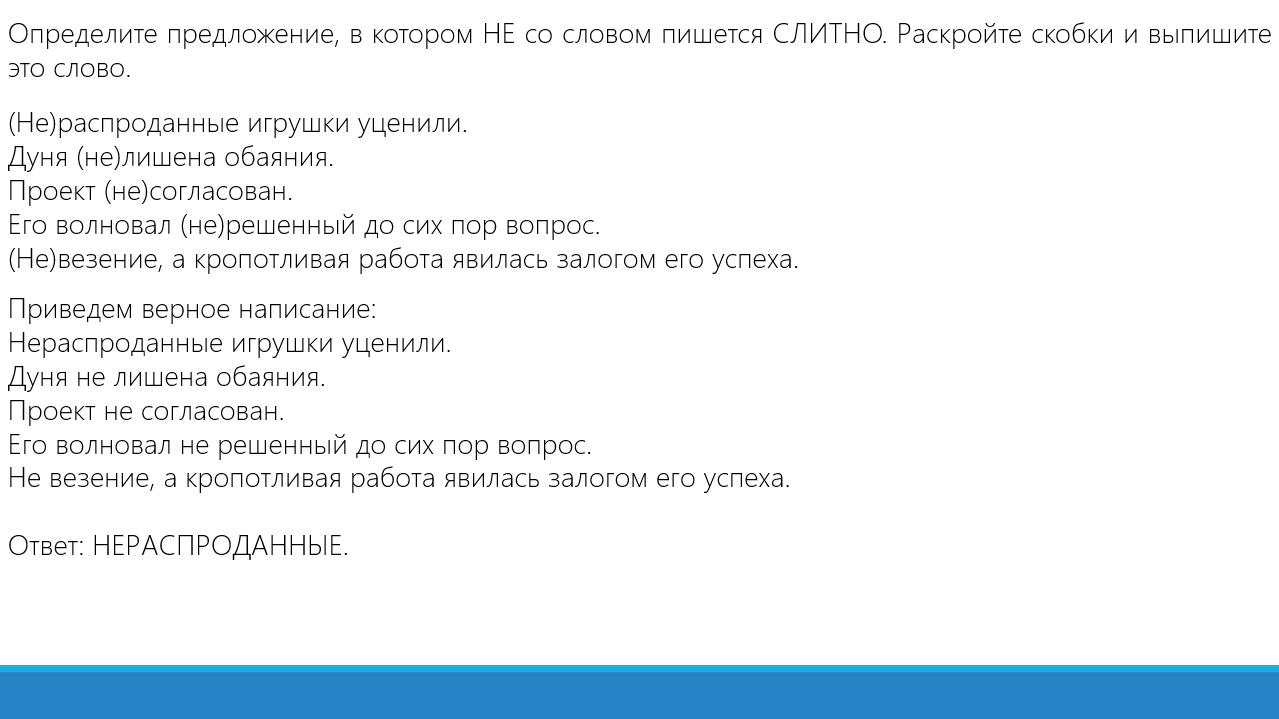 Определите предложение, в котором НЕ со словом пишется СЛИТНО. Раскройте скобки и выпишите
это слово.
(Не)распроданные игрушки уценили.
Дуня (не)лишена обаяния.
Проект (не)согласован.
Его волновал (не)решенный до сих пор вопрос.
(Не)везение, а кропотливая работа явилась залогом его успеха.
Приведем верное написание:
Нераспроданные игрушки уценили.
Дуня не лишена обаяния.
Проект не согласован.
Его волновал не решенный до сих пор вопрос.
Не везение, а кропотливая работа явилась залогом его успеха.
Ответ: НЕРАСПРОДАННЫЕ.